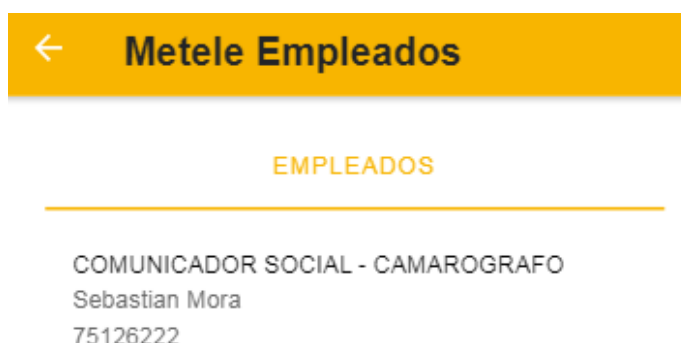 Metele Empleados
EMPLEADOS
COMUNICADOR SOCIAL - CAMAROGRAFO
Sebastian Mora
75126222